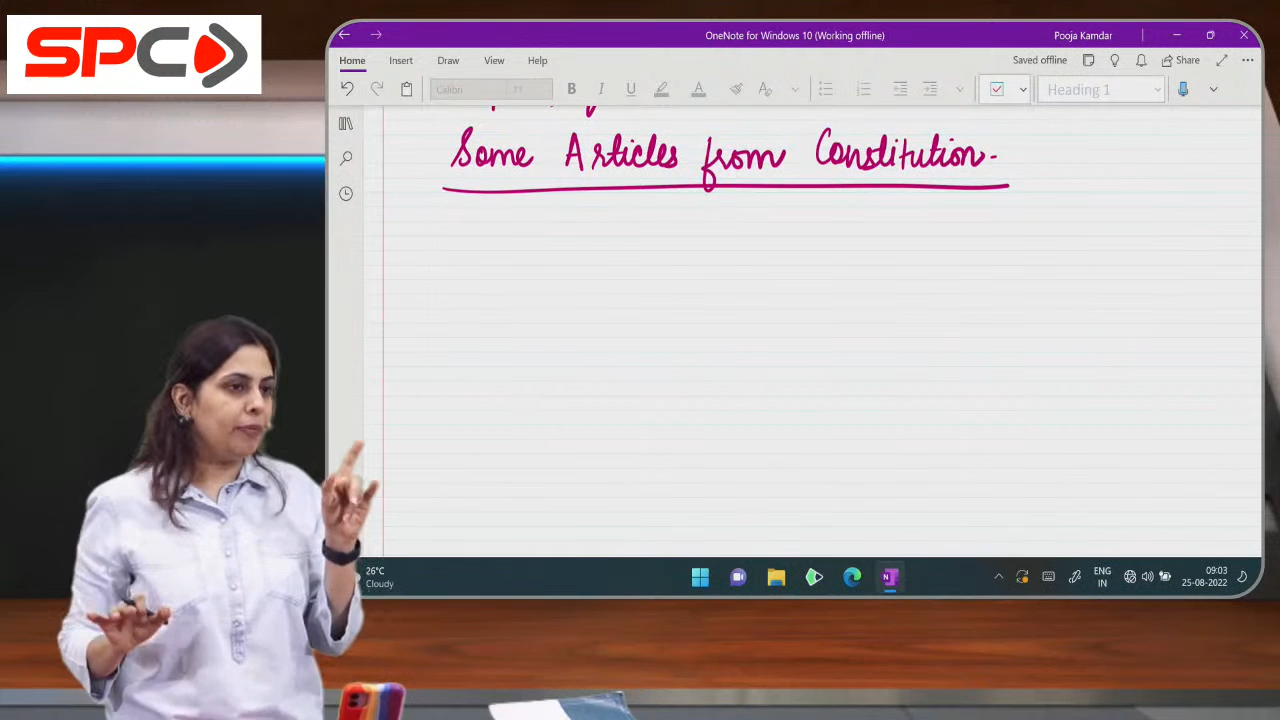 SPC
OneNote for Windows 10 (Working offline)
Pooja Kamdar
Home Insert Draw View Help
Saved offline
Share
Calibri
B I U A
Heading 1
Some Articles from Constitution.
26°C
Cloudy
ENG
IN
09:03
25-08-2022